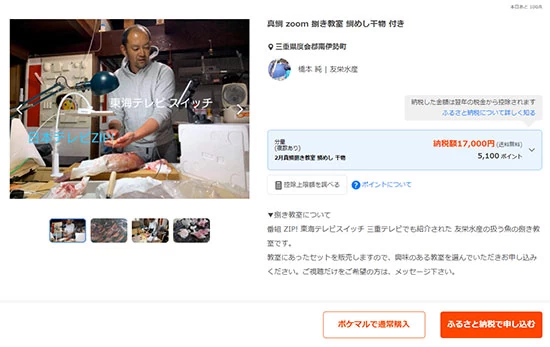 本日あと 106点
真鯛 zoom 捌き教室 鯛めし干物 付き
三重県度会郡南伊勢町
橋本 純 | 友栄水産
東海テレビスイッチ
日本テレビZIP!
納税した金額は翌年の税金から控除されます
ふるさと納税について詳しく知る
分量
(複数あり)
2月真鯛捌き教室 鯛めし 干物
納税額17,000円 (送料無料)
5,100 ポイント
控除上限額を調べる
ポイントについて
▼捌き教室について
番組 ZIP! 東海テレビスイッチ 三重テレビでも紹介された 友栄水産の扱う魚の捌き教
室です。
教室にあったセットを販売しますので、興味のある教室を選んでいただきお申し込み
ください。ご視聴だけをご希望の方は、メッセージ下さい。
ポケマルで通常購入
ふるさと納税で申し込む